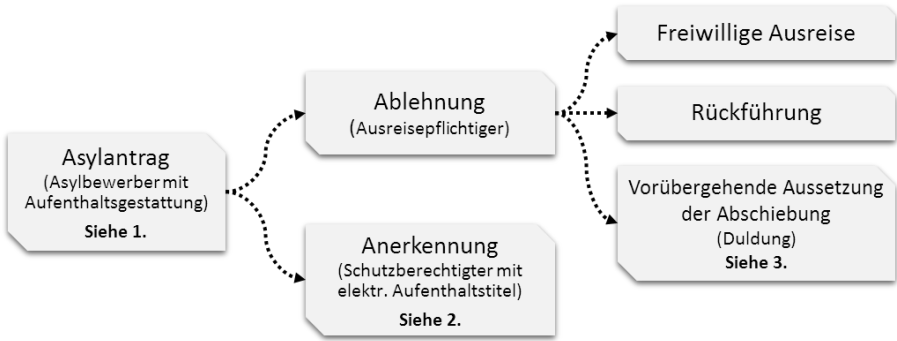 Asylantrag
(Asylbewerber mit
Aufenthaltsgestattung)
Siehe 1.
Ablehnung
(Ausreisepflichtiger)
Anerkennung
(Schutzberechtigter mit
elektr. Aufenthaltstitel)
Siehe 2.
Freiwillige Ausreise
Rückführung
Vorübergehende Aussetzung
der Abschiebung
(Duldung)
Siehe 3.